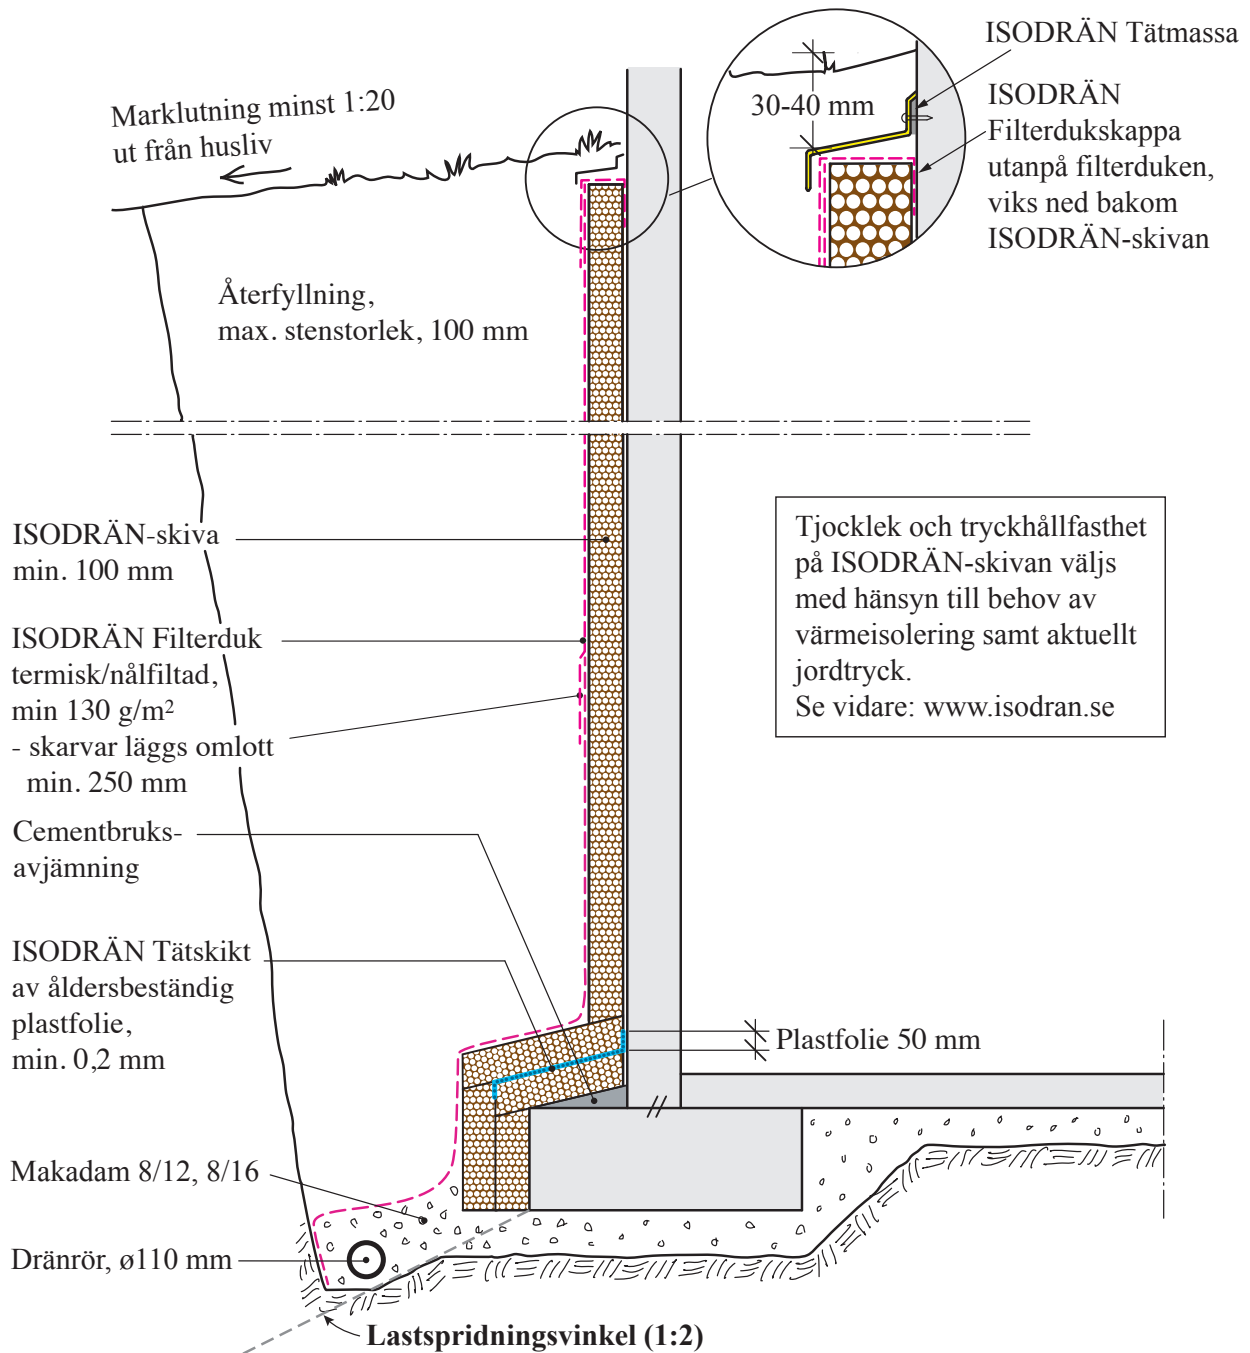 ISODRÄN Tätmassa
Marklutning minst 1:20
ut från husliv
30-40 mm
ISODRÄN
Filterdukskappa
utanpå filterduken,
viks ned bakom
ISODRÄN-skivan
Återfyllning,
max. stenstorlek, 100 mm
ISODRÄN-skiva
min. 100 mm
Tjocklek och tryckhållfasthet
på ISODRÄN-skivan väljs
med hänsyn till behov av
värmeisolering samt aktuellt
jordtryck.
Se vidare: www.isodran.se
ISODRÄN Filterduk
termisk/nålfiltad,
min 130 g/m²
- skarvar läggs omlott
min. 250 mm
Cementbruks-
avjämning
ISODRÄN Tätskikt
av åldersbeständig
plastfolie,
min. 0,2 mm
Plastfolie 50 mm
Makadam 8/12, 8/16
Dränrör, ø110 mm
Lastspridningsvinkel (1:2)